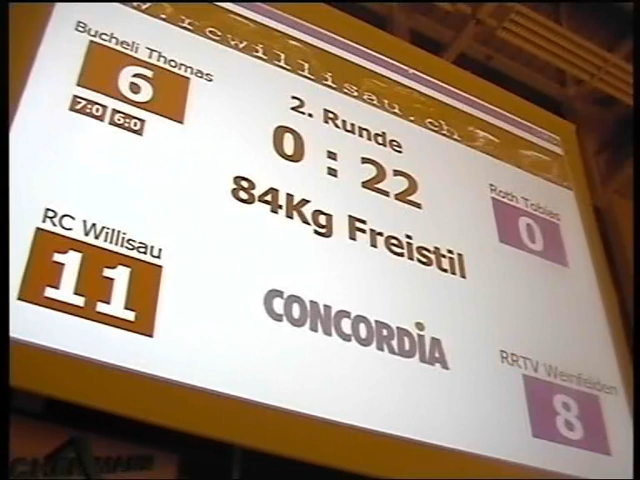 w.rcwillisau.ch
Bucheli Thomas
6
7:0 6:0
2. Runde
0 : 22
84Kg Freistil
Roth Tobias
0
RC Willisau
11
CONCORDIA
RRTV Weinfelden
8